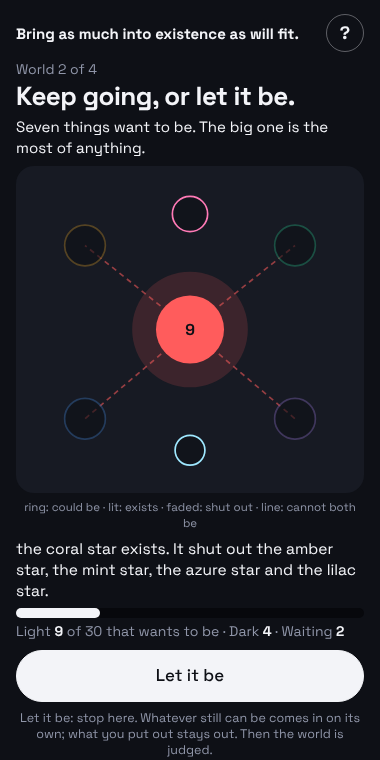 Bring as much into existence as will fit.
?
World 2 of 4
Keep going, or let it be.
Seven things want to be. The big one is the
most of anything.
9
ring: could be · lit: exists · faded: shut out · line: cannot both
be
the coral star exists. It shut out the amber
star, the mint star, the azure star and the lilac
star.
Light 9 of 30 that wants to be · Dark 4 · Waiting 2
Let it be
Let it be: stop here. Whatever still can be comes in on its
own; what you put out stays out. Then the world is
judged.